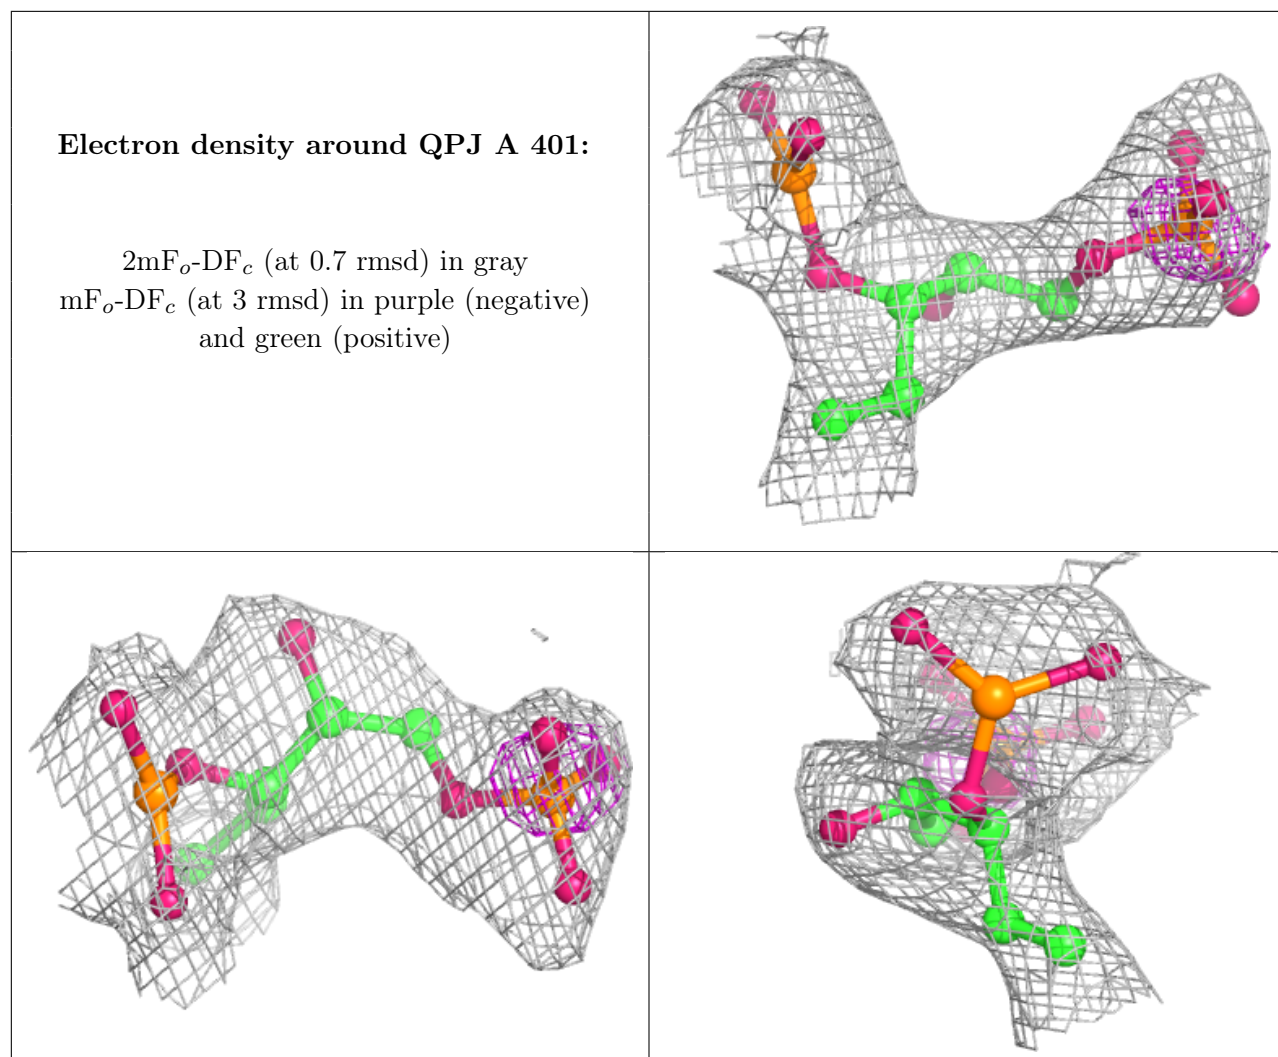 Electron density around QPJ A 401:
2mFo-DFc (at 0.7 rmsd) in gray
mFo-DFc (at 3 rmsd) in purple (negative)
and green (positive)